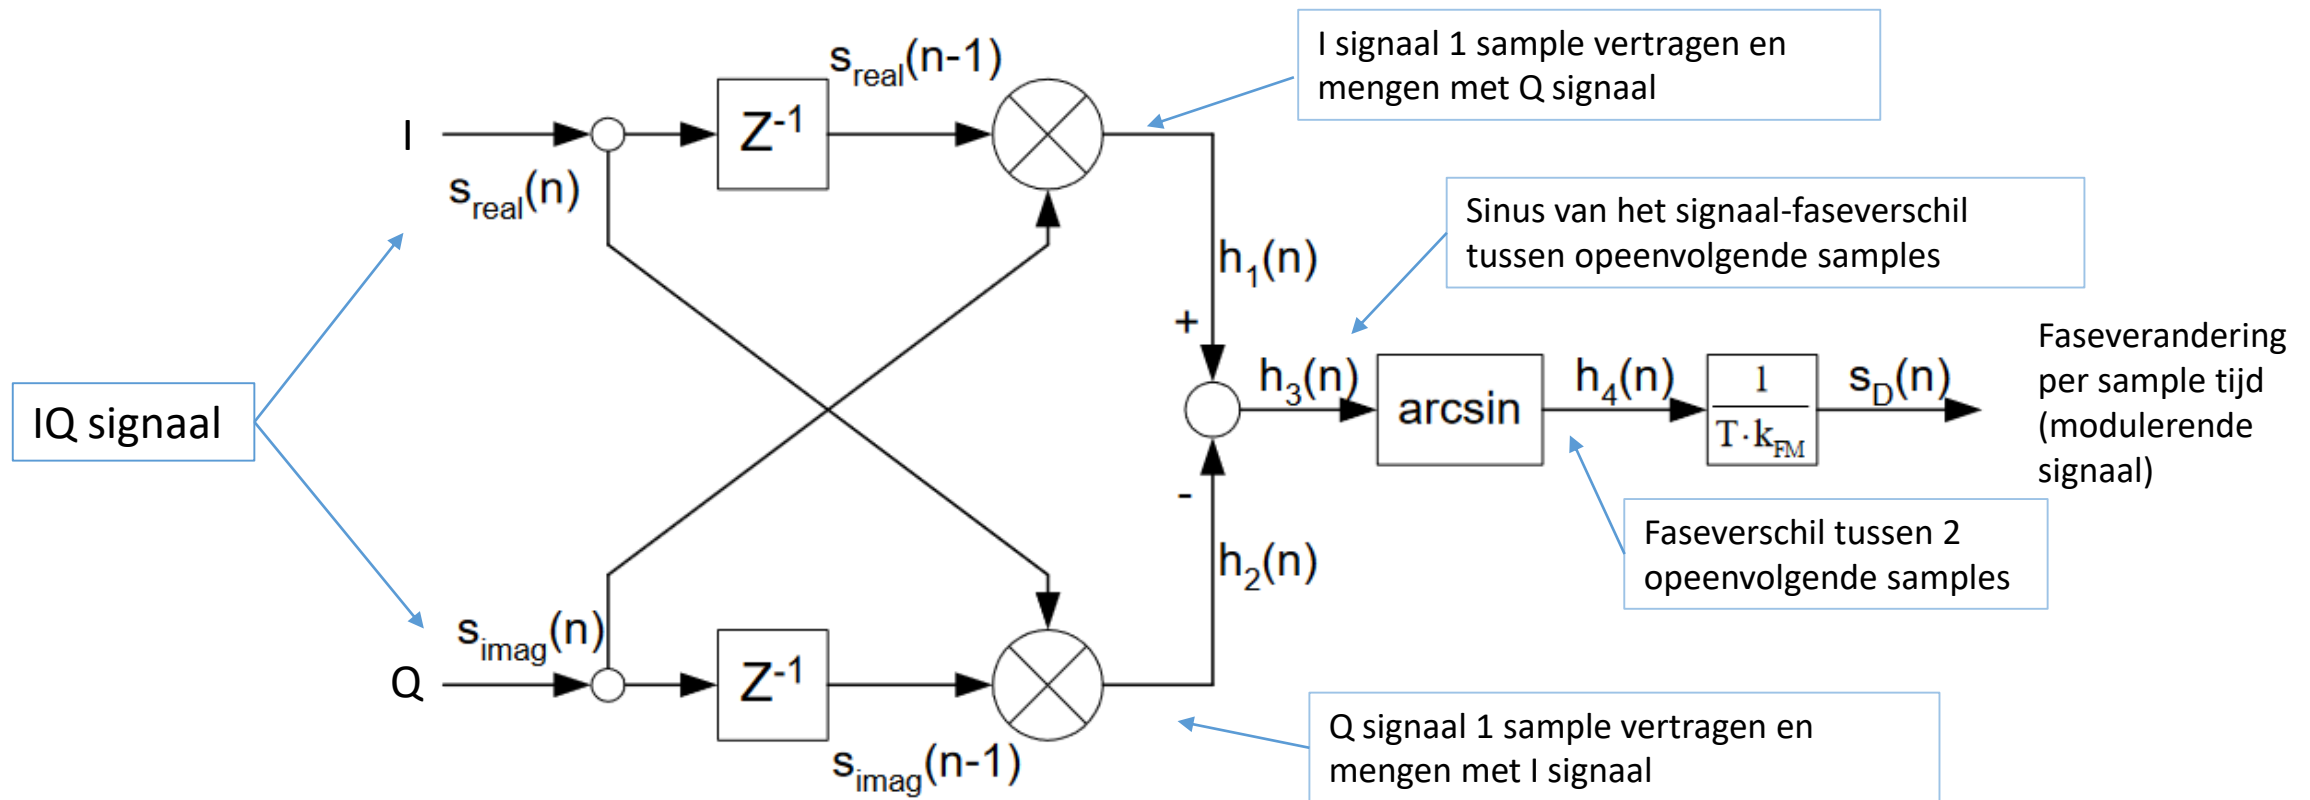 I signaal 1 sample vertragen en
mengen met Q signaal
s_real(n-1)
I
Z^-1
s_real(n)
Sinus van het signaal-faseverschil
tussen opeenvolgende samples
h_1(n)
+
IQ signaal
h_3(n)
arcsin
h_4(n)
1
T·k_FM
s_D(n)
Faseverandering
per sample tijd
(modulerende
signaal)
-
h_2(n)
Faseverschil tussen 2
opeenvolgende samples
s_imag(n)
Q
Z^-1
s_imag(n-1)
Q signaal 1 sample vertragen en
mengen met I signaal